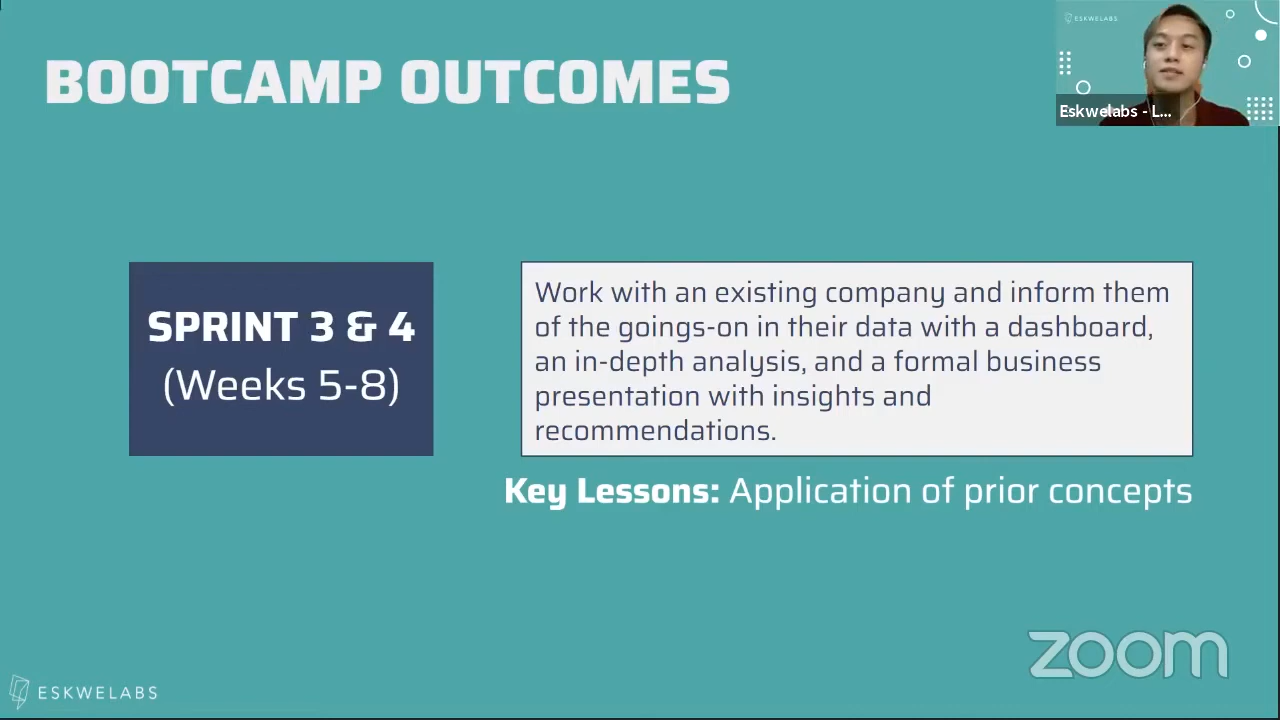 BOOTCAMP OUTCOMES
ESKWELABS
Eskwelabs - L...
SPRINT 3 & 4
(Weeks 5-8)
Work with an existing company and inform them
of the goings-on in their data with a dashboard,
an in-depth analysis, and a formal business
presentation with insights and
recommendations.
Key Lessons: Application of prior concepts
zoom
ESKWELABS